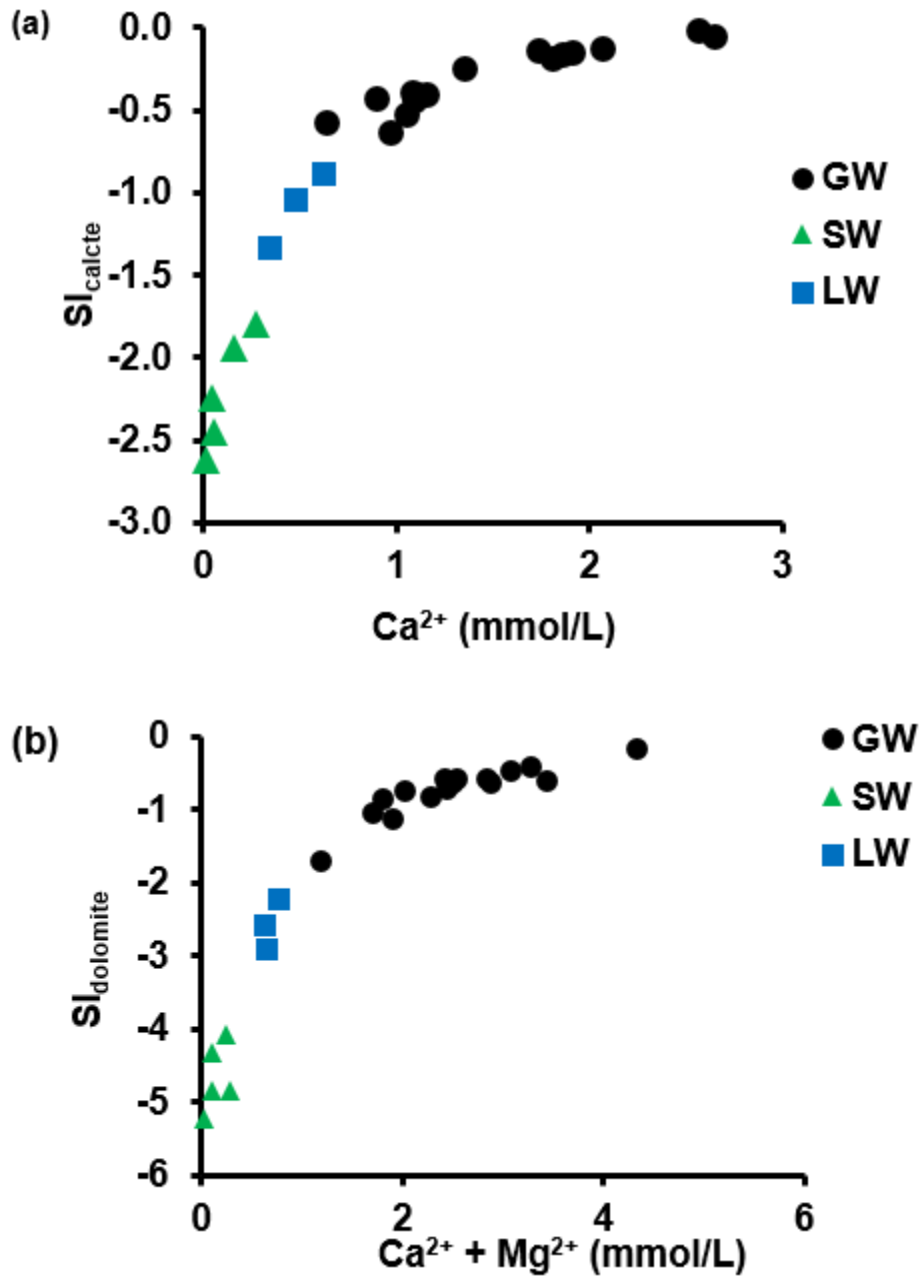 (a)
0.0
-0.5
-1.0
-1.5
-2.0
-2.5
-3.0
SIcalcte
0 1 2 3
Ca²⁺ (mmol/L)
GW
SW
LW
(b)
0
-1
-2
-3
-4
-5
-6
SIdolomite
0 2 4 6
Ca²⁺ + Mg²⁺ (mmol/L)
GW
SW
LW